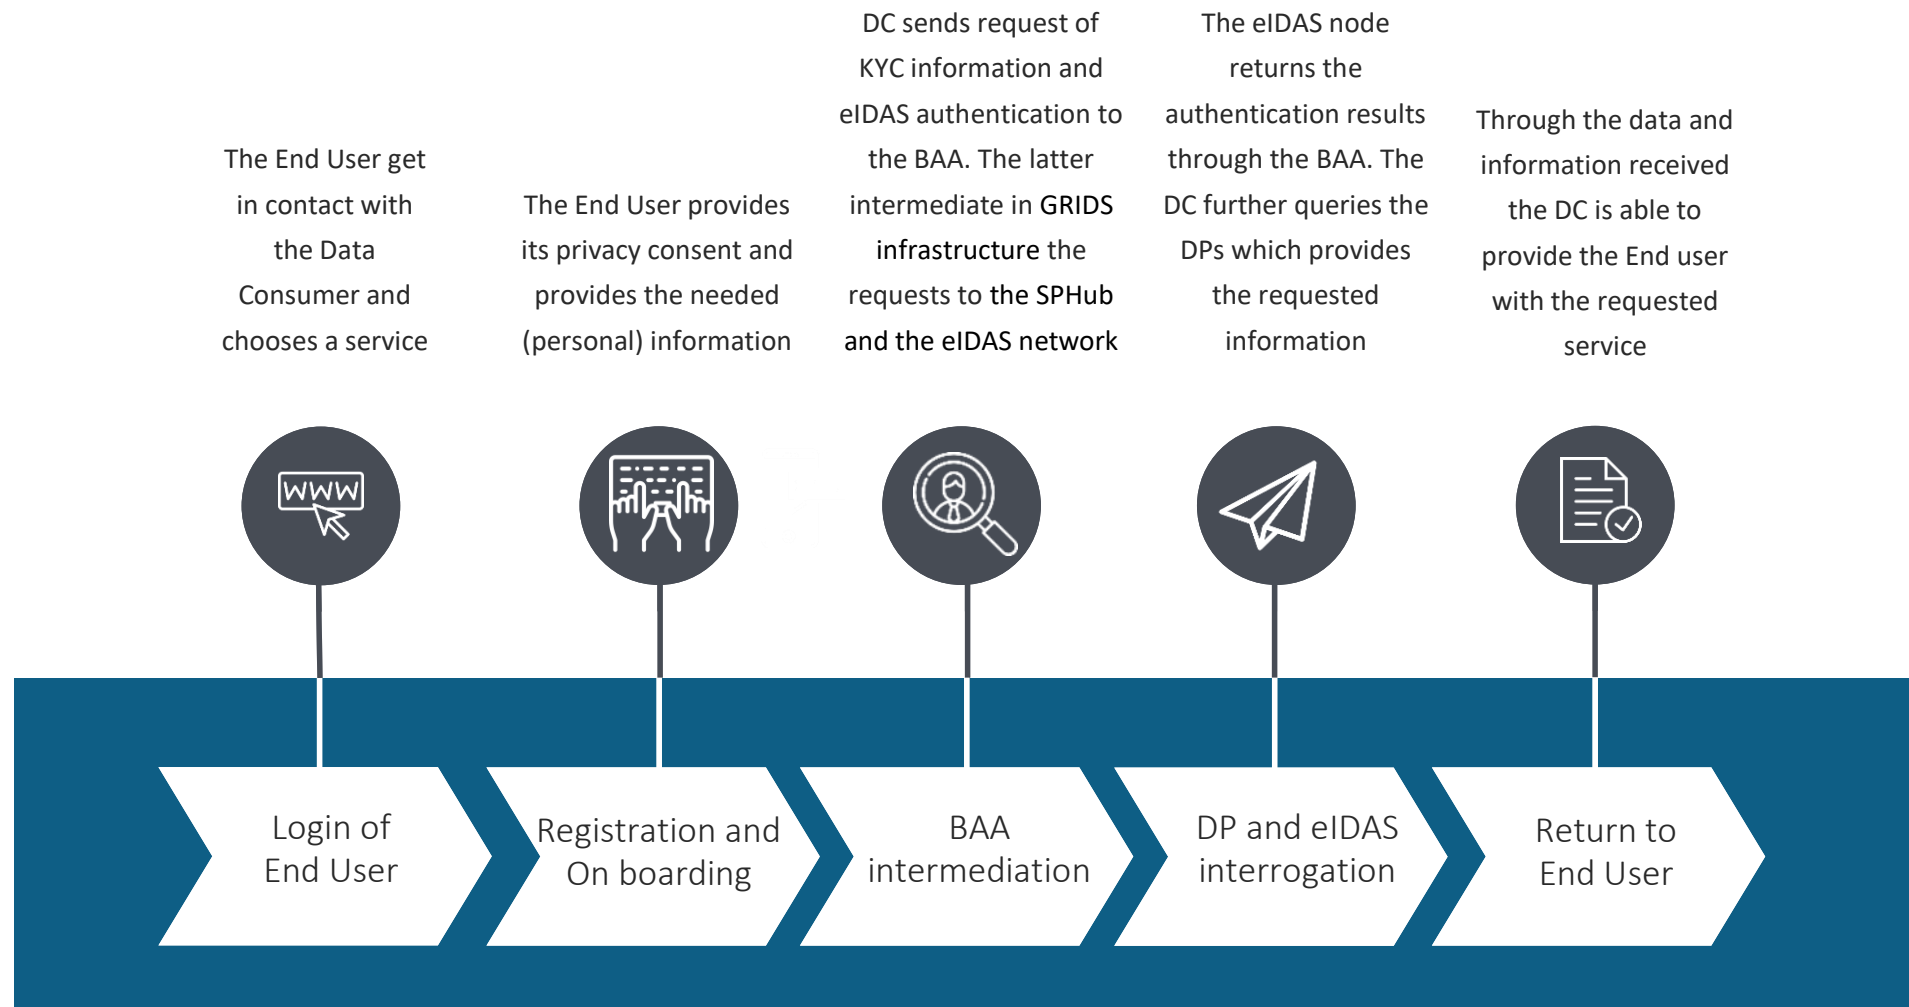 The End User get
in contact with
the Data
Consumer and
chooses a service
The End User provides
its privacy consent and
provides the needed
(personal) information
DC sends request of
KYC information and
eIDAS authentication to
the BAA. The latter
intermediate in GRIDS
infrastructure the
requests to the SPHub
and the eIDAS network
The eIDAS node
returns the
authentication results
through the BAA. The
DC further queries the
DPs which provides
the requested
information
Through the data and
information received
the DC is able to
provide the End user
with the requested
service
WWW
Login of
End User
Registration and
On boarding
BAA
intermediation
DP and eIDAS
interrogation
Return to
End User